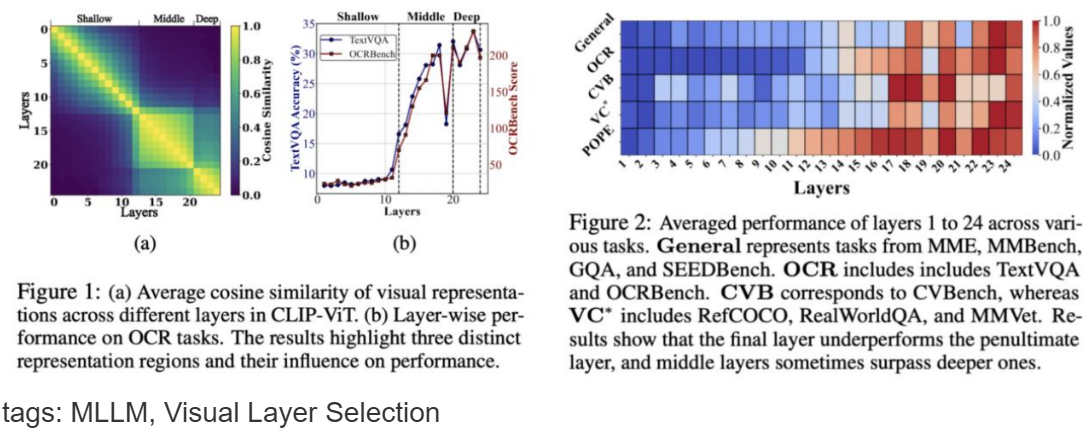 Shallow Middle Deep
0
5
10
15
20
Layers
0 5 10 15 20
Layers
1.0
0.8
0.6
0.4
0.2
0.0
Cosine Similarity
(a)
Shallow Middle Deep
35
30
25
20
15
10
TextVQA Accuracy (%)
TextVQA
OCRBench
200
150
100
50
OCRBench Score
0 10 20
Layers
(b)
Figure 1: (a) Average cosine similarity of visual representa-
tions across different layers in CLIP-ViT. (b) Layer-wise per-
formance on OCR tasks. The results highlight three distinct
representation regions and their influence on performance.
General
OCR
CVB
VC*
POPE
1 2 3 4 5 6 7 8 9 10 11 12 13 14 15 16 17 18 19 20 21 22 23 24
Layers
1.0
0.8
0.6
0.4
0.2
0.0
Normalized Values
Figure 2: Averaged performance of layers 1 to 24 across vari-
ous tasks. General represents tasks from MME, MMBench,
GQA, and SEEDBench. OCR includes includes TextVQA
and OCRBench. CVB corresponds to CVBench, whereas
VC* includes RefCOCO, RealWorldQA, and MMVet. Re-
sults show that the final layer underperforms the penultimate
layer, and middle layers sometimes surpass deeper ones.
tags: MLLM, Visual Layer Selection